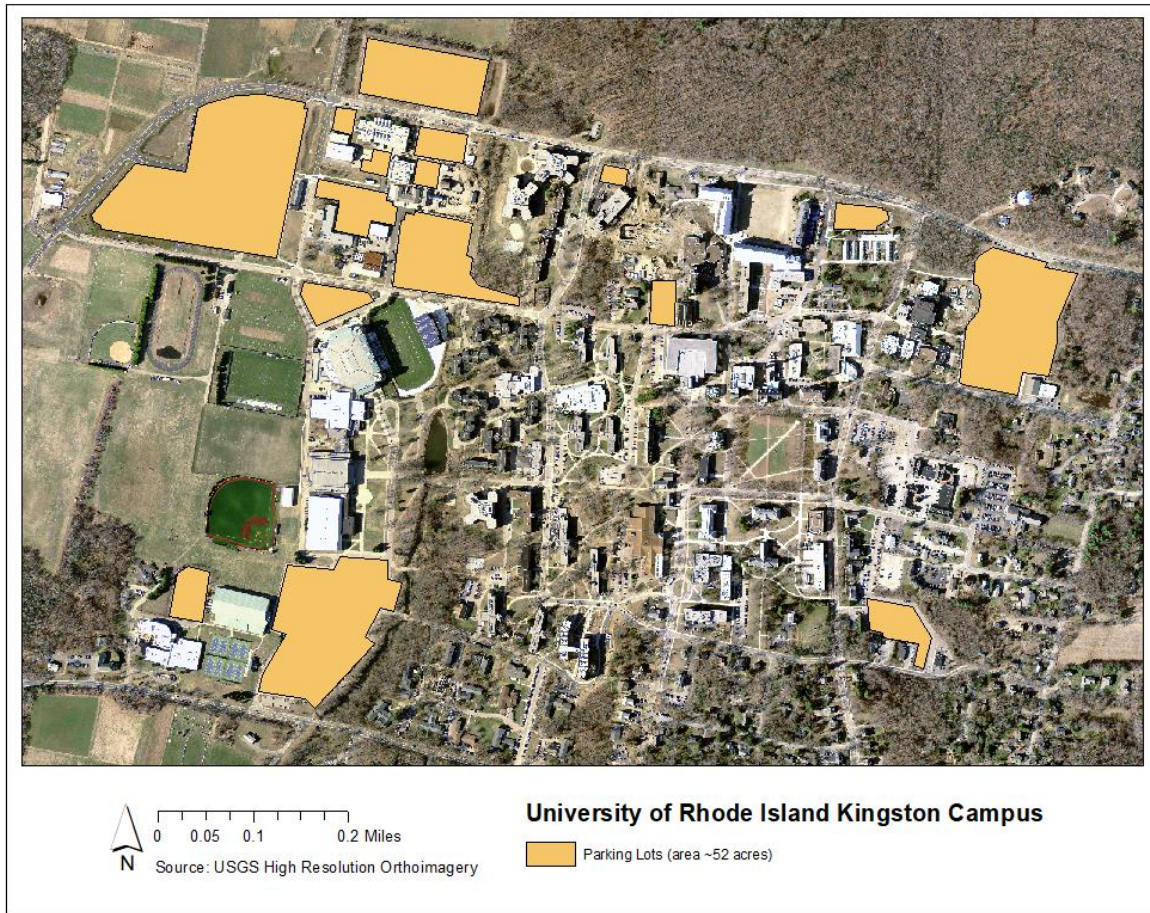 University of Rhode Island Kingston Campus
0 0.05 0.1 0.2 Miles
N
Source: USGS High Resolution Orthoimagery
Parking Lots (area ~52 acres)